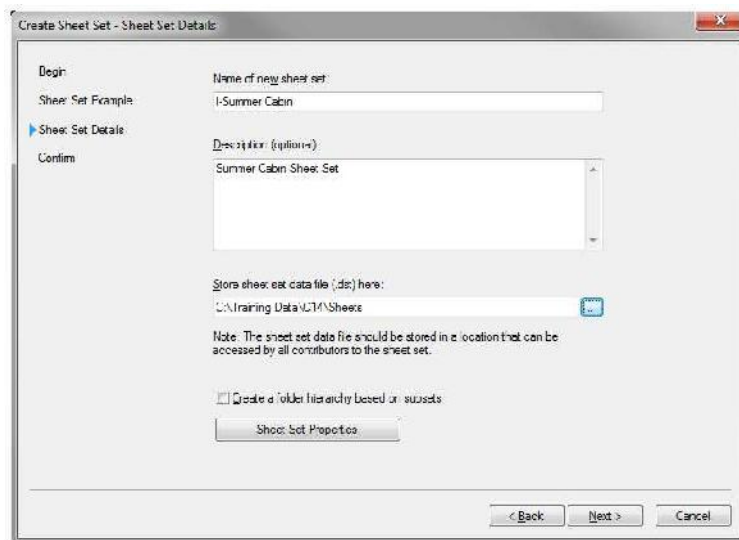 Create Sheet Set - Sheet Set Details
Begin
Sheet Set Example
Sheet Set Details
Confirm
Name of new sheet set:
I-Summer Cabin
Description (optional):
Summer Cabin Sheet Set
Store sheet set data file (.dst) here:
C:\Training Data\C14\Sheets
...
Note: The sheet set data file should be stored in a location that can be
accessed by all contributors to the sheet set.
Create a folder hierarchy based on subsets
Sheet Set Properties
< Back
Next >
Cancel